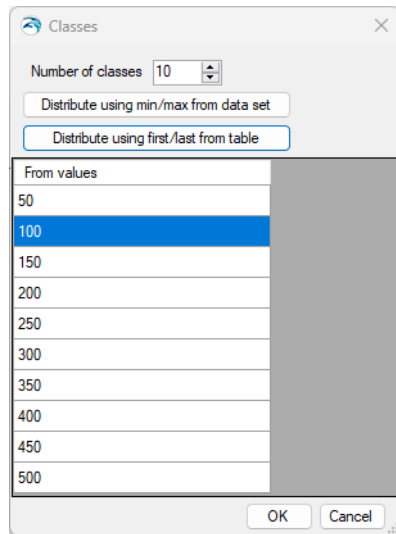 Classes
Number of classes 10
Distribute using min/max from data set
Distribute using first/last from table
From values
50
100
150
200
250
300
350
400
450
500
OK Cancel